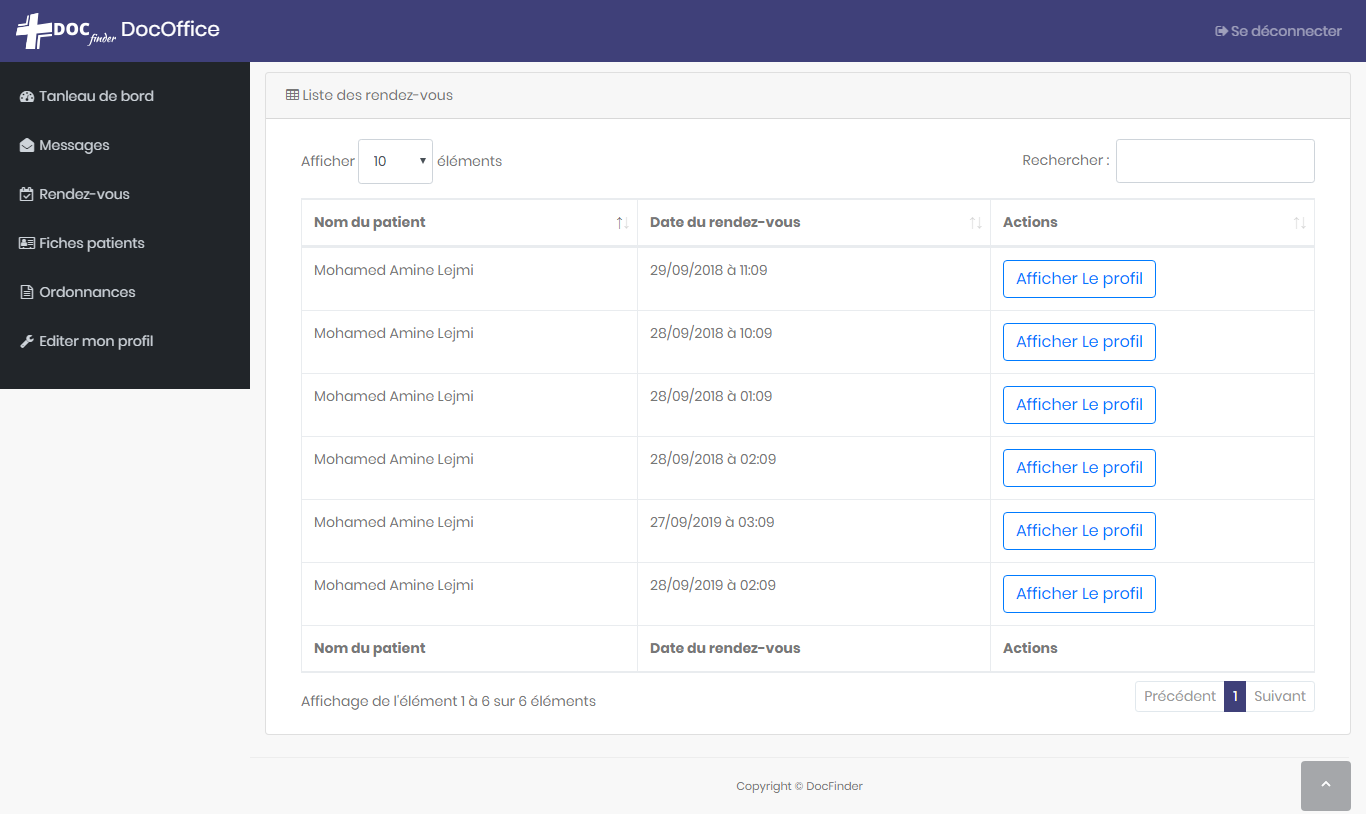 DOC finder DocOffice
Se déconnecter
Tanleau de bord
Messages
Rendez-vous
Fiches patients
Ordonnances
Editer mon profil
Liste des rendez-vous
Afficher 10 éléments
Rechercher :
Nom du patient Date du rendez-vous Actions
Mohamed Amine Lejmi 29/09/2018 à 11:09 Afficher Le profil
Mohamed Amine Lejmi 28/09/2018 à 10:09 Afficher Le profil
Mohamed Amine Lejmi 28/09/2018 à 01:09 Afficher Le profil
Mohamed Amine Lejmi 28/09/2018 à 02:09 Afficher Le profil
Mohamed Amine Lejmi 27/09/2019 à 03:09 Afficher Le profil
Mohamed Amine Lejmi 28/09/2019 à 02:09 Afficher Le profil
Nom du patient Date du rendez-vous Actions
Affichage de l'élément 1 à 6 sur 6 éléments
Précédent 1 Suivant
Copyright © DocFinder